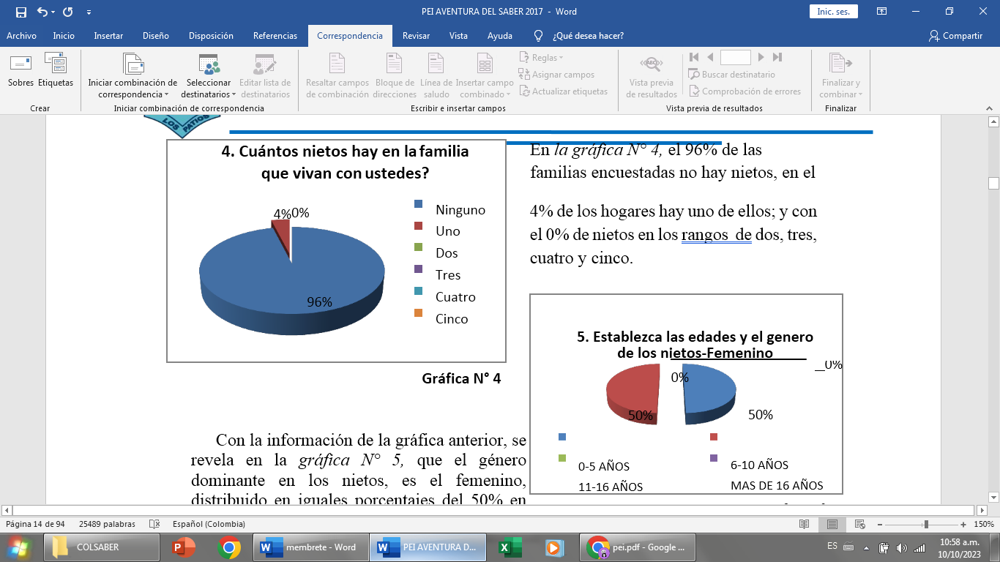 PEI AVENTURA DEL SABER 2017 - Word
Inic. ses.
Archivo Inicio Insertar Diseño Disposición Referencias Correspondencia Revisar Vista Ayuda ¿Qué desea hacer? Compartir
Sobres Etiquetas
Crear
Iniciar combinación de
correspondencia
Seleccionar
destinatarios
Editar lista de
destinatarios
Iniciar combinación de correspondencia
Resaltar campos
de combinación
Bloque de
direcciones
Línea de
saludo
Insertar campo
combinado
Reglas
Asignar campos
Actualizar etiquetas
Escribir e insertar campos
ABC
Vista previa
de resultados
Buscar destinatario
Comprobación de errores
Vista previa de resultados
Finalizar y
combinar
Finalizar
LOS PATIOS
4. Cuántos nietos hay en la familia
que vivan con ustedes?
4% 0%
96%
Ninguno
Uno
Dos
Tres
Cuatro
Cinco
Gráfica N° 4
En la gráfica N° 4, el 96% de las
familias encuestadas no hay nietos, en el
4% de los hogares hay uno de ellos; y con
el 0% de nietos en los rangos de dos, tres,
cuatro y cinco.
5. Establezca las edades y el genero
de los nietos-Femenino
0%
0%
50%
50%
0-5 AÑOS
6-10 AÑOS
11-16 AÑOS
MAS DE 16 AÑOS
Con la información de la gráfica anterior, se
revela en la gráfica N° 5, que el género
dominante en los nietos, es el femenino,
distribuido en iguales porcentajes del 50% en
Página 14 de 94 25489 palabras Español (Colombia) 150%
COLSABER
membrete - Word
PEI AVENTURA D...
pei.pdf - Google ...
ES
10:58 a.m.
10/10/2023